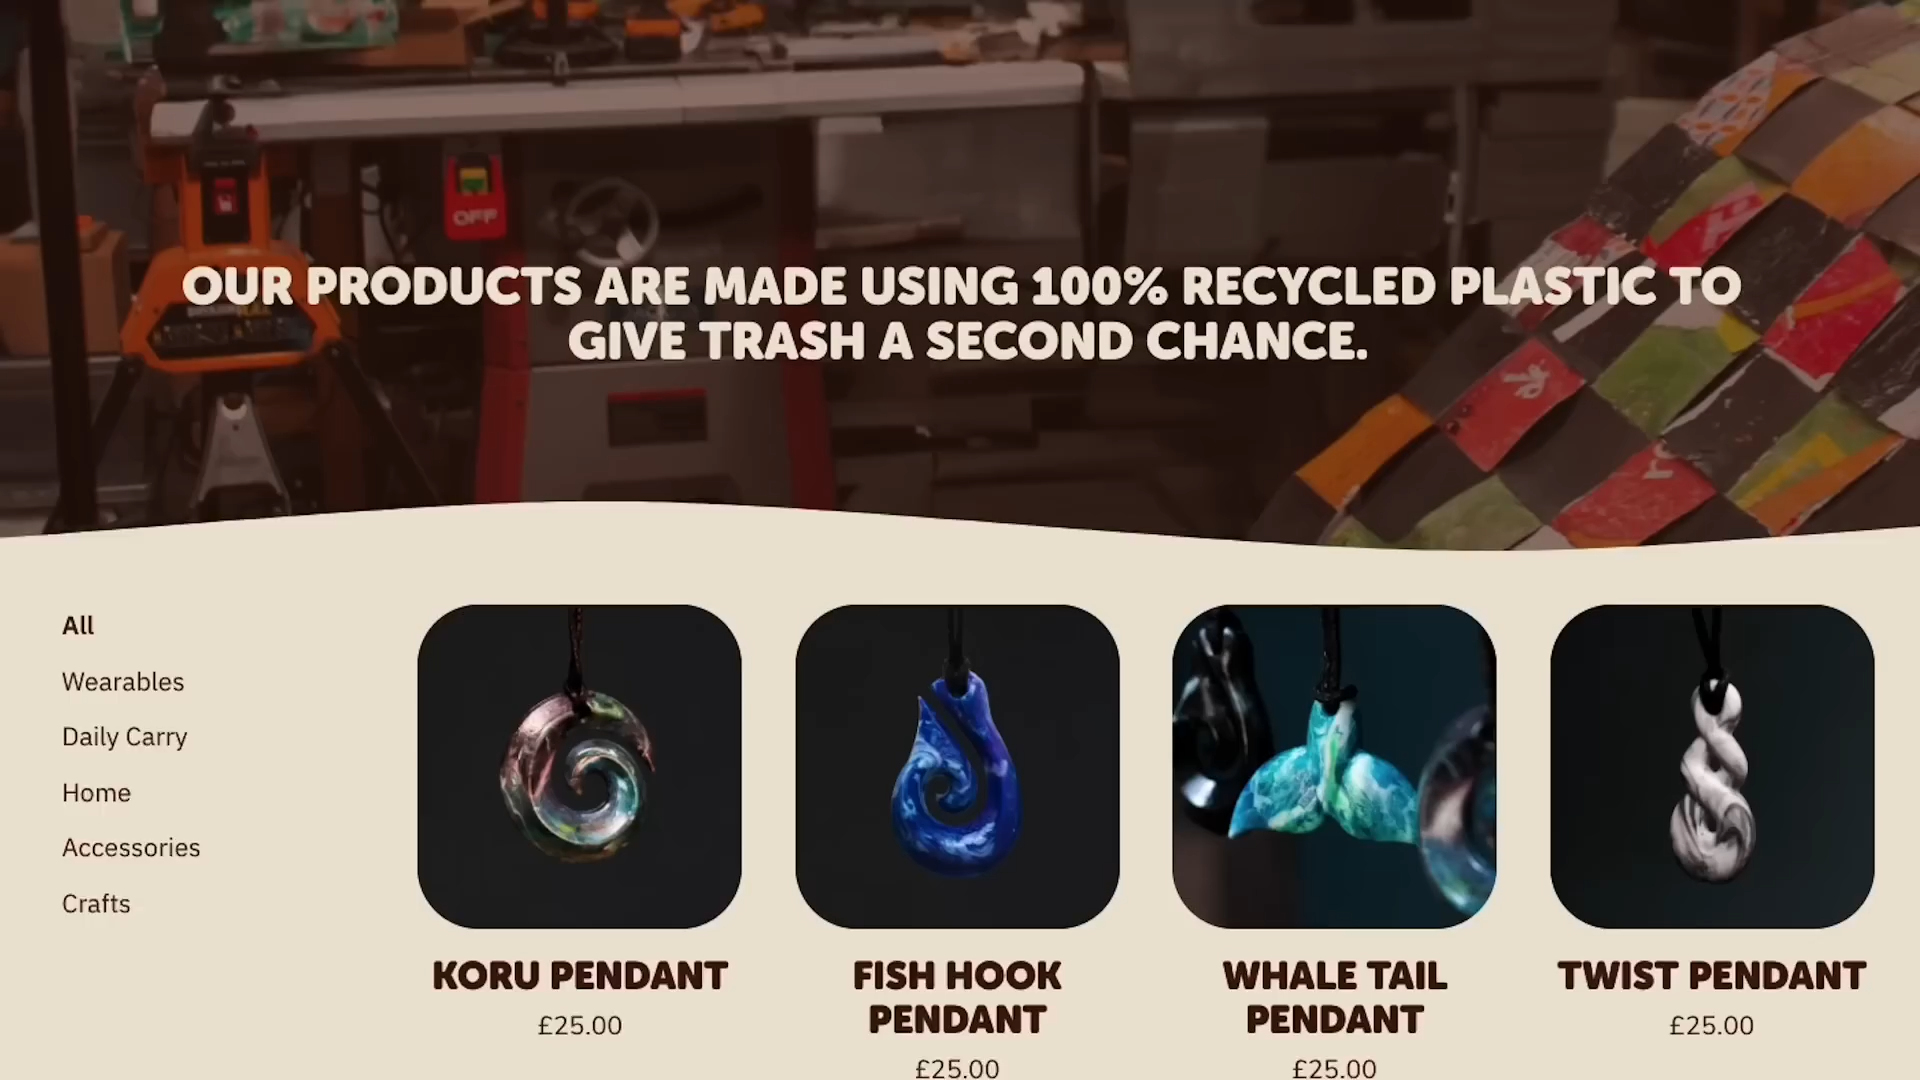 OFF
OUR PRODUCTS ARE MADE USING 100% RECYCLED PLASTIC TO
GIVE TRASH A SECOND CHANCE.
All
Wearables
Daily Carry
Home
Accessories
Crafts
KORU PENDANT
£25.00
FISH HOOK
PENDANT
£25.00
WHALE TAIL
PENDANT
£25.00
TWIST PENDANT
£25.00